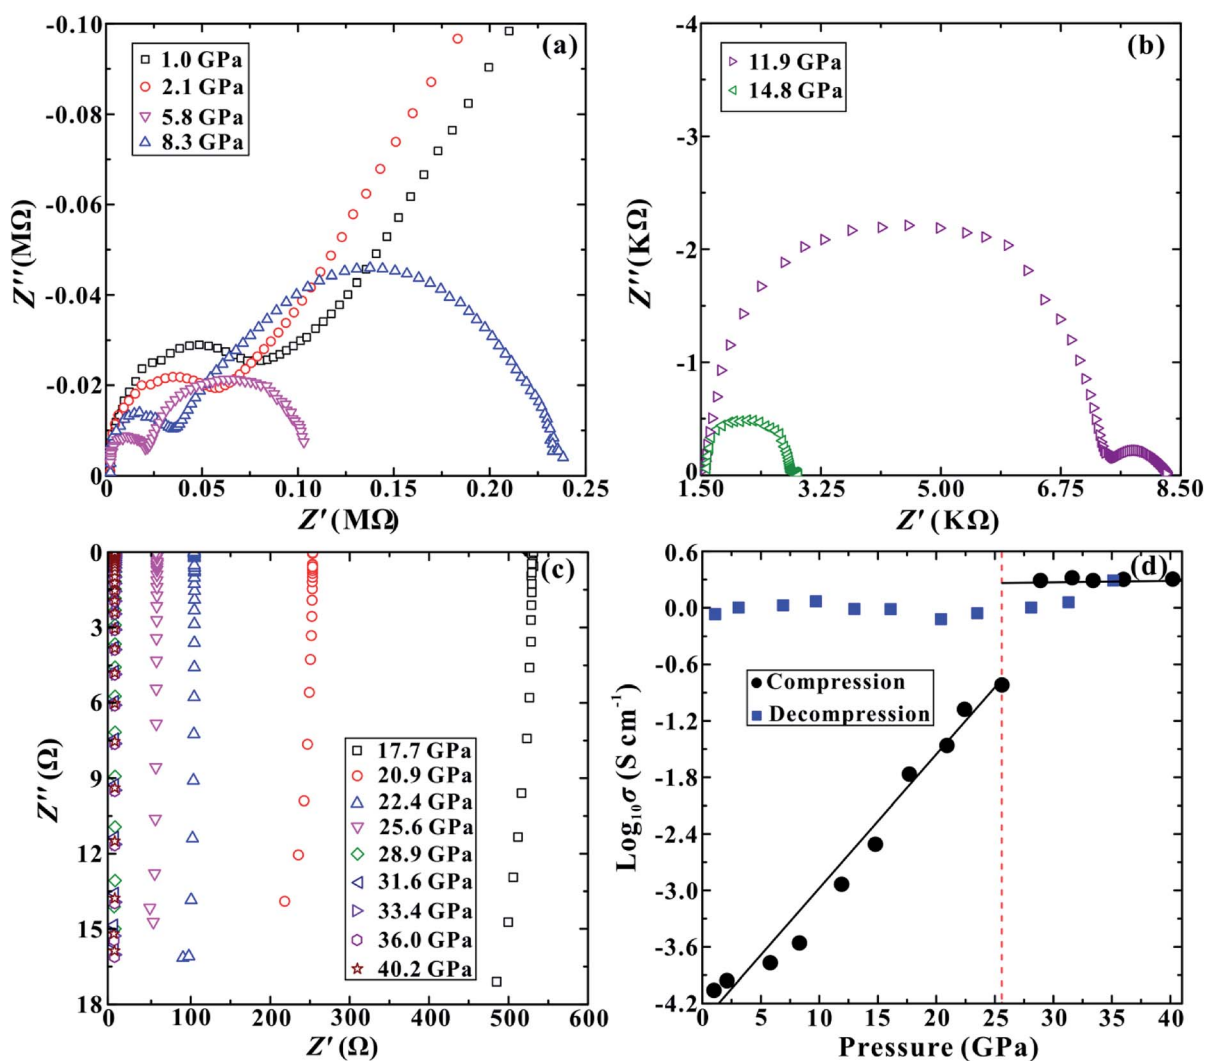 (a)
1.0 GPa
2.1 GPa
5.8 GPa
8.3 GPa
-0.10
-0.08
-0.06
-0.04
-0.02
0
Z''(MΩ)
0 0.05 0.10 0.15 0.20 0.25
Z' (MΩ)
(b)
11.9 GPa
14.8 GPa
-4
-3
-2
-1
0
Z''(KΩ)
1.50 3.25 5.00 6.75 8.50
Z' (KΩ)
(c)
0
3
6
9
12
15
18
Z'' (Ω)
17.7 GPa
20.9 GPa
22.4 GPa
25.6 GPa
28.9 GPa
31.6 GPa
33.4 GPa
36.0 GPa
40.2 GPa
0 100 200 300 400 500 600
Z' (Ω)
(d)
0.6
0.0
-0.6
-1.2
-1.8
-2.4
-3.0
-3.6
-4.2
Log₁₀σ (S cm⁻¹)
Compression
Decompression
0 5 10 15 20 25 30 35 40
Pressure (GPa)